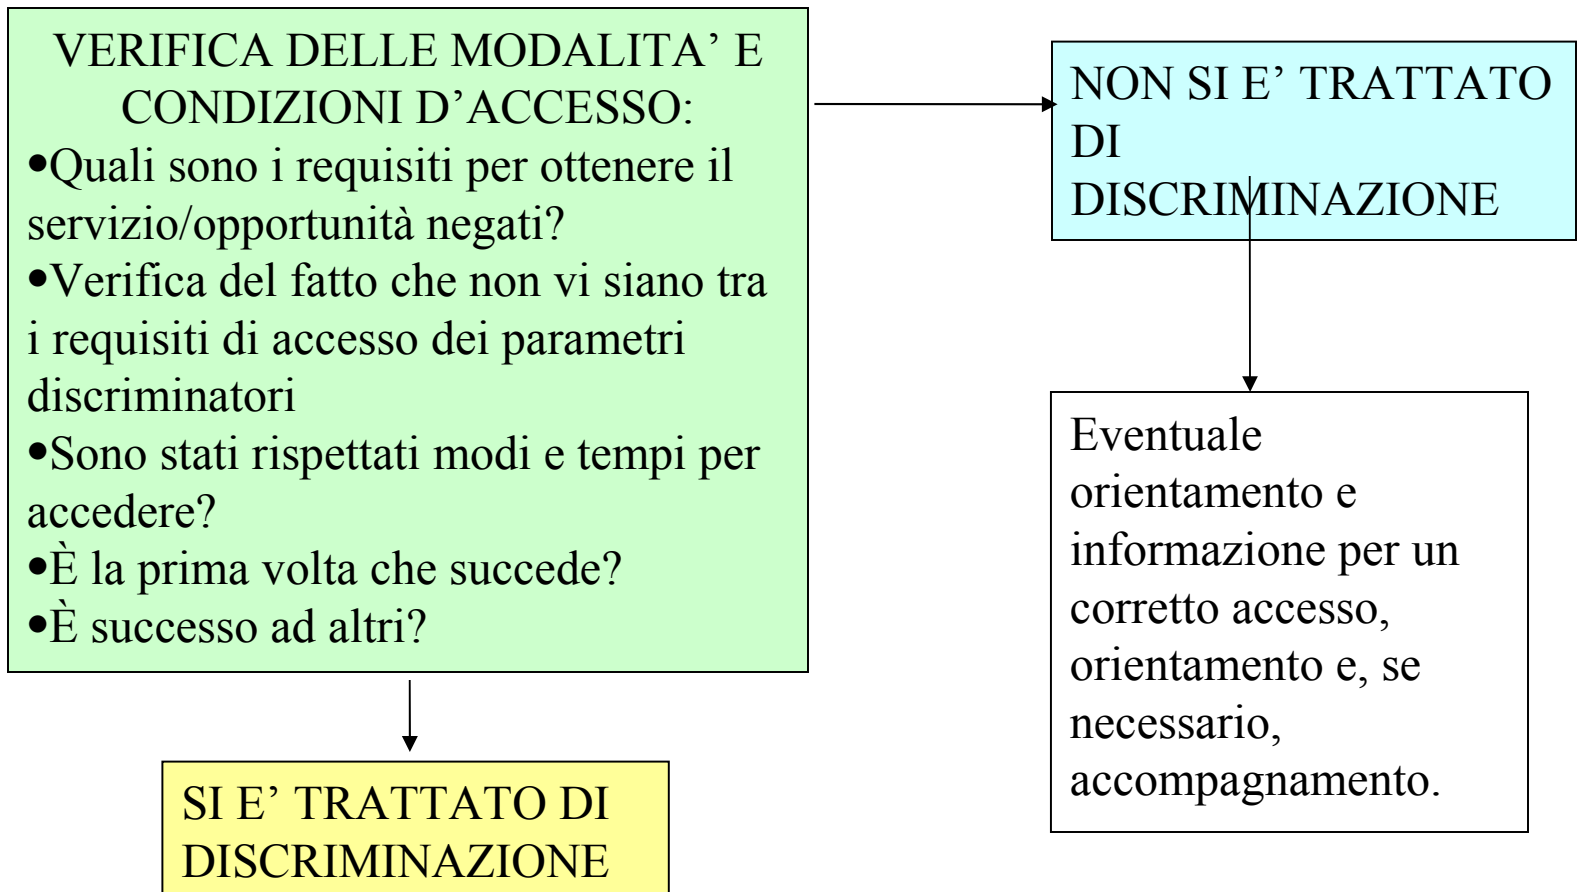 VERIFICA DELLE MODALITA’ E
CONDIZIONI D’ACCESSO:
•Quali sono i requisiti per ottenere il
servizio/opportunità negati?
•Verifica del fatto che non vi siano tra
i requisiti di accesso dei parametri
discriminatori
•Sono stati rispettati modi e tempi per
accedere?
•È la prima volta che succede?
•È successo ad altri?
NON SI E’ TRATTATO
DI
DISCRIMINAZIONE
Eventuale
orientamento e
informazione per un
corretto accesso,
orientamento e, se
necessario,
accompagnamento.
SI E’ TRATTATO DI
DISCRIMINAZIONE